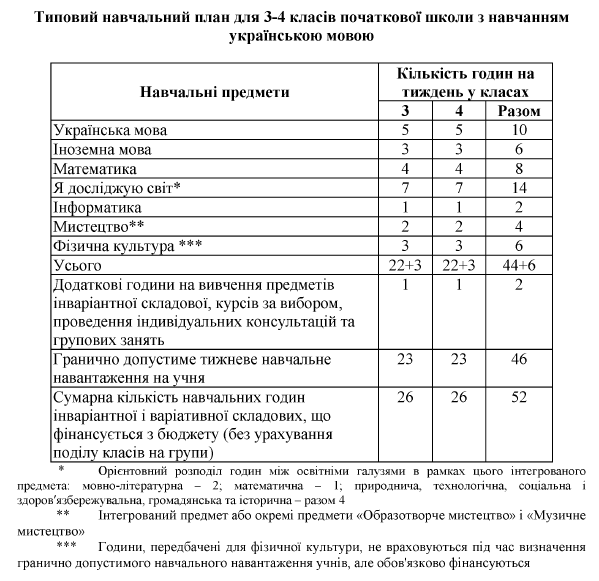 Типовий навчальний план для 3-4 класів початкової школи з навчанням
українською мовою
Навчальні предмети
Кількість годин на
тиждень у класах
3 4 Разом
Українська мова 5 5 10
Іноземна мова 3 3 6
Математика 4 4 8
Я досліджую світ* 7 7 14
Інформатика 1 1 2
Мистецтво** 2 2 4
Фізична культура *** 3 3 6
Усього 22+3 22+3 44+6
Додаткові години на вивчення предметів 1 1 2
інваріантної складової, курсів за вибором,
проведення індивідуальних консультацій та
групових занять
Гранично допустиме тижневе навчальне 23 23 46
навантаження на учня
Сумарна кількість навчальних годин 26 26 52
інваріантної і варіативної складових, що
фінансується з бюджету (без урахування
поділу класів на групи)
* Орієнтовний розподіл годин між освітніми галузями в рамках цього інтегрованого
предмета: мовно-літературна – 2; математична – 1; природнича, технологічна, соціальна і
здоров'язбережувальна, громадянська та історична – разом 4
** Інтегрований предмет або окремі предмети «Образотворче мистецтво» і «Музичне
мистецтво»
*** Години, передбачені для фізичної культури, не враховуються під час визначення
гранично допустимого навчального навантаження учнів, але обов'язково фінансуються